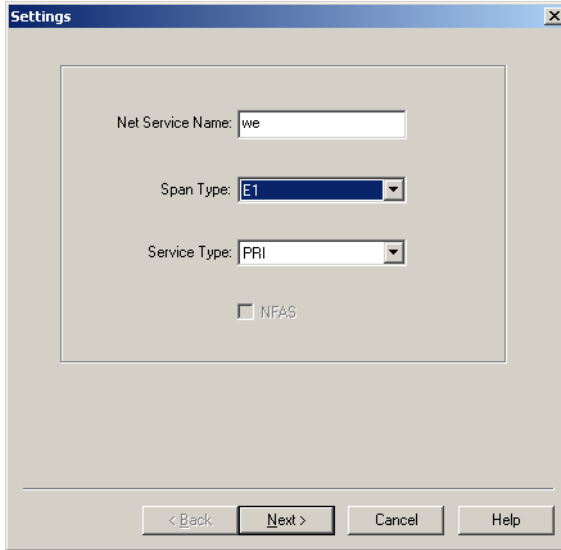 Settings
Net Service Name: we
Span Type: E1
Service Type: PRI
NFAS
< Back Next > Cancel Help